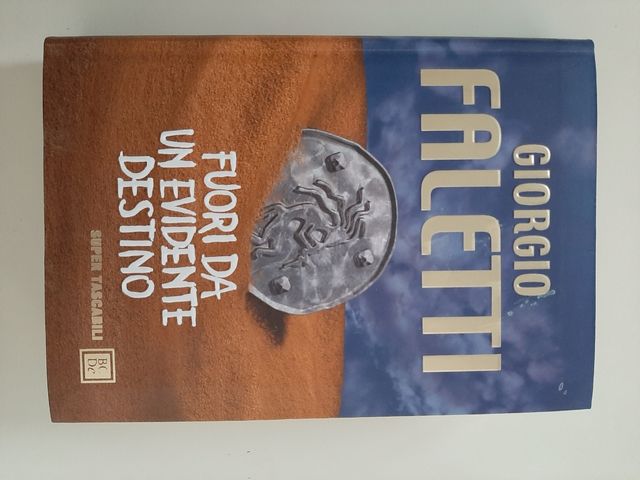 GIORGIO
FALETTI
FUORI DA
UN EVIDENTE
DESTINO
SUPER TASCABILI
BC
Dc